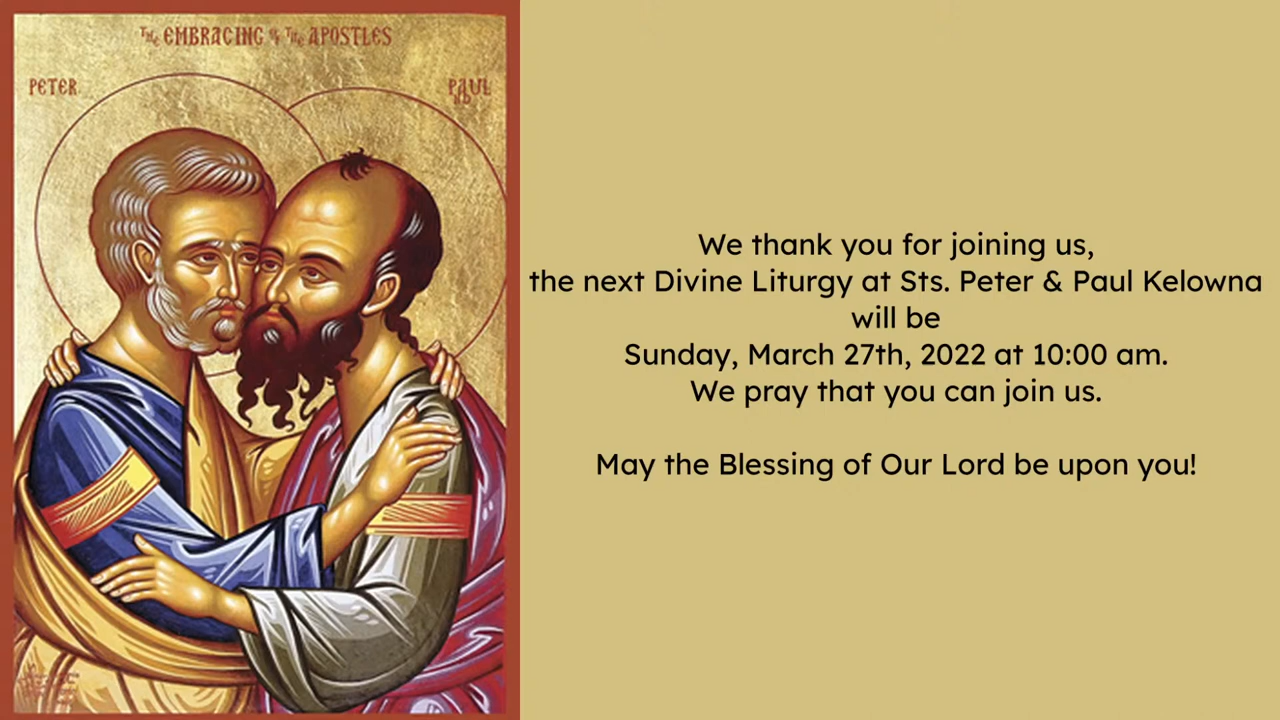 THE EMBRACING OF THE APOSTLES
PETER
PAUL
We thank you for joining us,
the next Divine Liturgy at Sts. Peter & Paul Kelowna
will be
Sunday, March 27th, 2022 at 10:00 am.
We pray that you can join us.
May the Blessing of Our Lord be upon you!